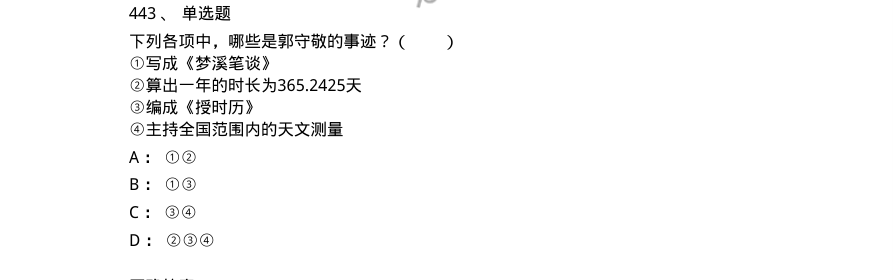 443 、 单选题
下列各项中，哪些是郭守敬的事迹？（　　）
①写成《梦溪笔谈》
②算出一年的时长为365.2425天
③编成《授时历》
④主持全国范围内的天文测量
A： ①②
B： ①③
C： ③④
D： ②③④